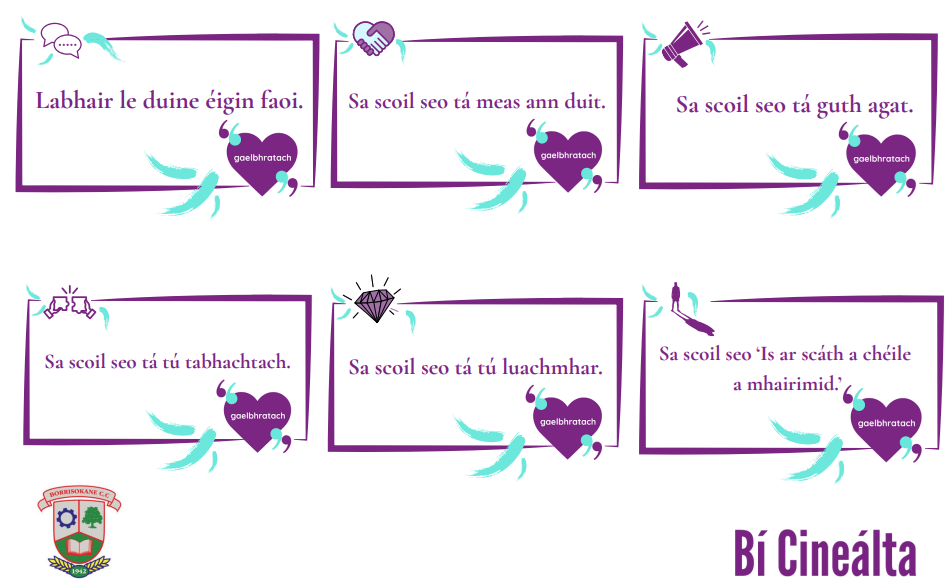 Labhair le duine éigin faoi.
gaelbhratach
Sa scoil seo tá meas ann duit.
gaelbhratach
Sa scoil seo tá guth agat.
gaelbhratach
Sa scoil seo tá tú tabhachtach.
gaelbhratach
Sa scoil seo tá tú luachmhar.
gaelbhratach
Sa scoil seo ‘Is ar scáth a chéile
a mhairimid.’
gaelbhratach
BORRISOKANE C.C
1942
Bí Cineálta